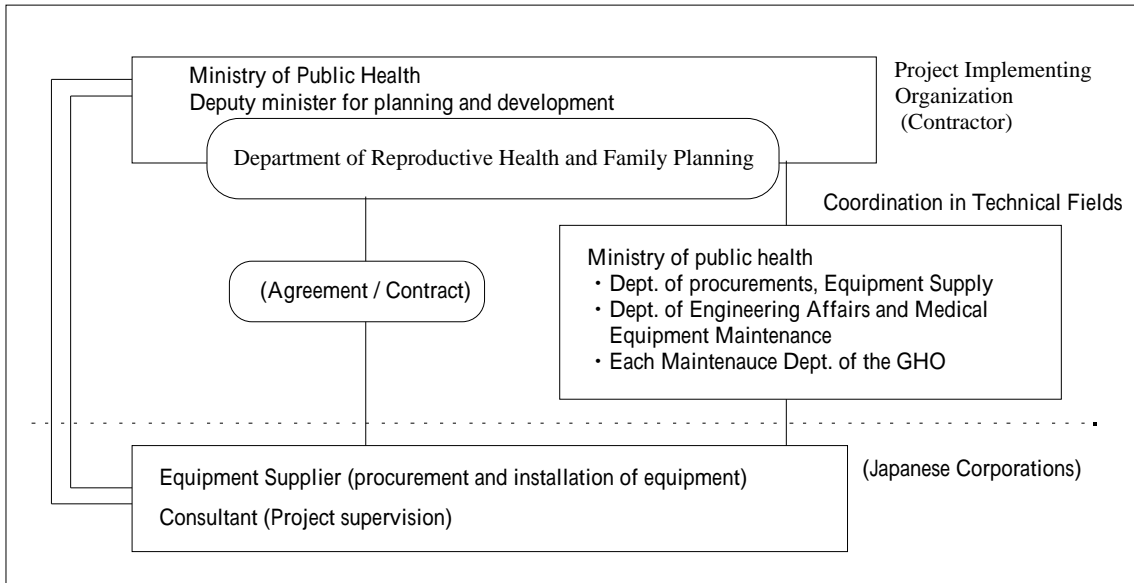 Ministry of Public Health
Deputy minister for planning and development
Project Implementing
Organization
(Contractor)
Department of Reproductive Health and Family Planning
Coordination in Technical Fields
(Agreement / Contract)
Ministry of public health
・Dept. of procurements, Equipment Supply
・Dept. of Engineering Affairs and Medical
Equipment Maintenance
・Each Maintenauce Dept. of the GHO
Equipment Supplier (procurement and installation of equipment)
Consultant (Project supervision)
(Japanese Corporations)